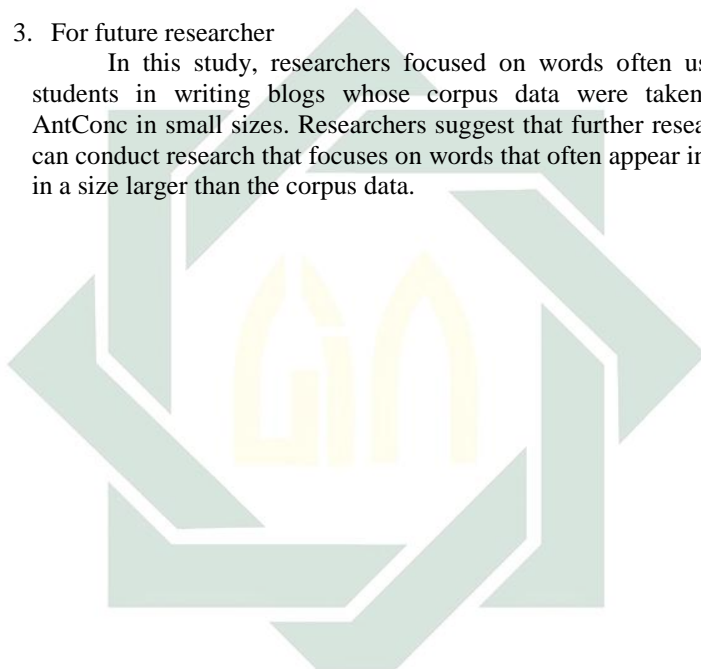 3. For future researcher
In this study, researchers focused on words often
students in writing blogs whose corpus data were taken
AntConc in small sizes. Researchers suggest that further
can conduct research that focuses on words that often appear
in a size larger than the corpus data.